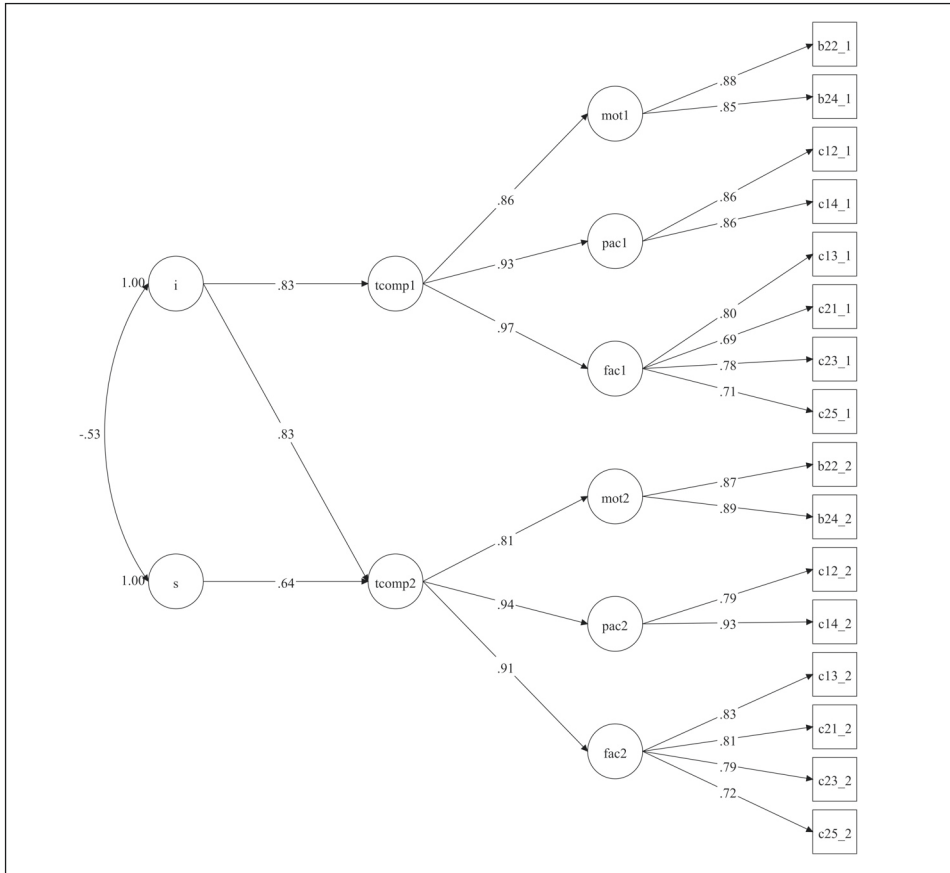 b22_1
.88
b24_1
.85
mot1
c12_1
.86
.86
c14_1
.86
pac1
c13_1
.93
1.00
i
.83
tcomp1
.80
c21_1
.97
.69
fac1
c23_1
.78
.71
c25_1
-.53
.83
b22_2
.87
mot2
.89
b24_2
.81
c12_2
1.00
s
.64
tcomp2
.79
.94
pac2
.93
c14_2
.91
c13_2
.83
c21_2
.81
fac2
.79
c23_2
.72
c25_2